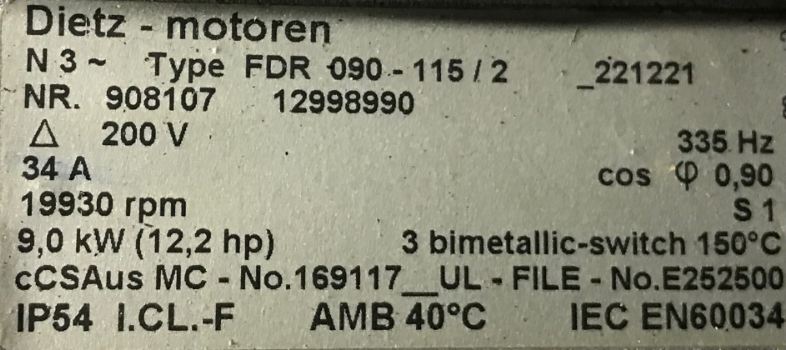 Dietz - motoren
N 3 ~ Type FDR 090 - 115 / 2 _221221
NR. 908107 12998990
Δ 200 V 335 Hz
34 A cos φ 0,90
19930 rpm S 1
9,0 kW (12,2 hp) 3 bimetallic-switch 150°C
cCSAus MC - No.169117__UL - FILE - No.E252500
IP54 I.CL.-F AMB 40°C IEC EN60034